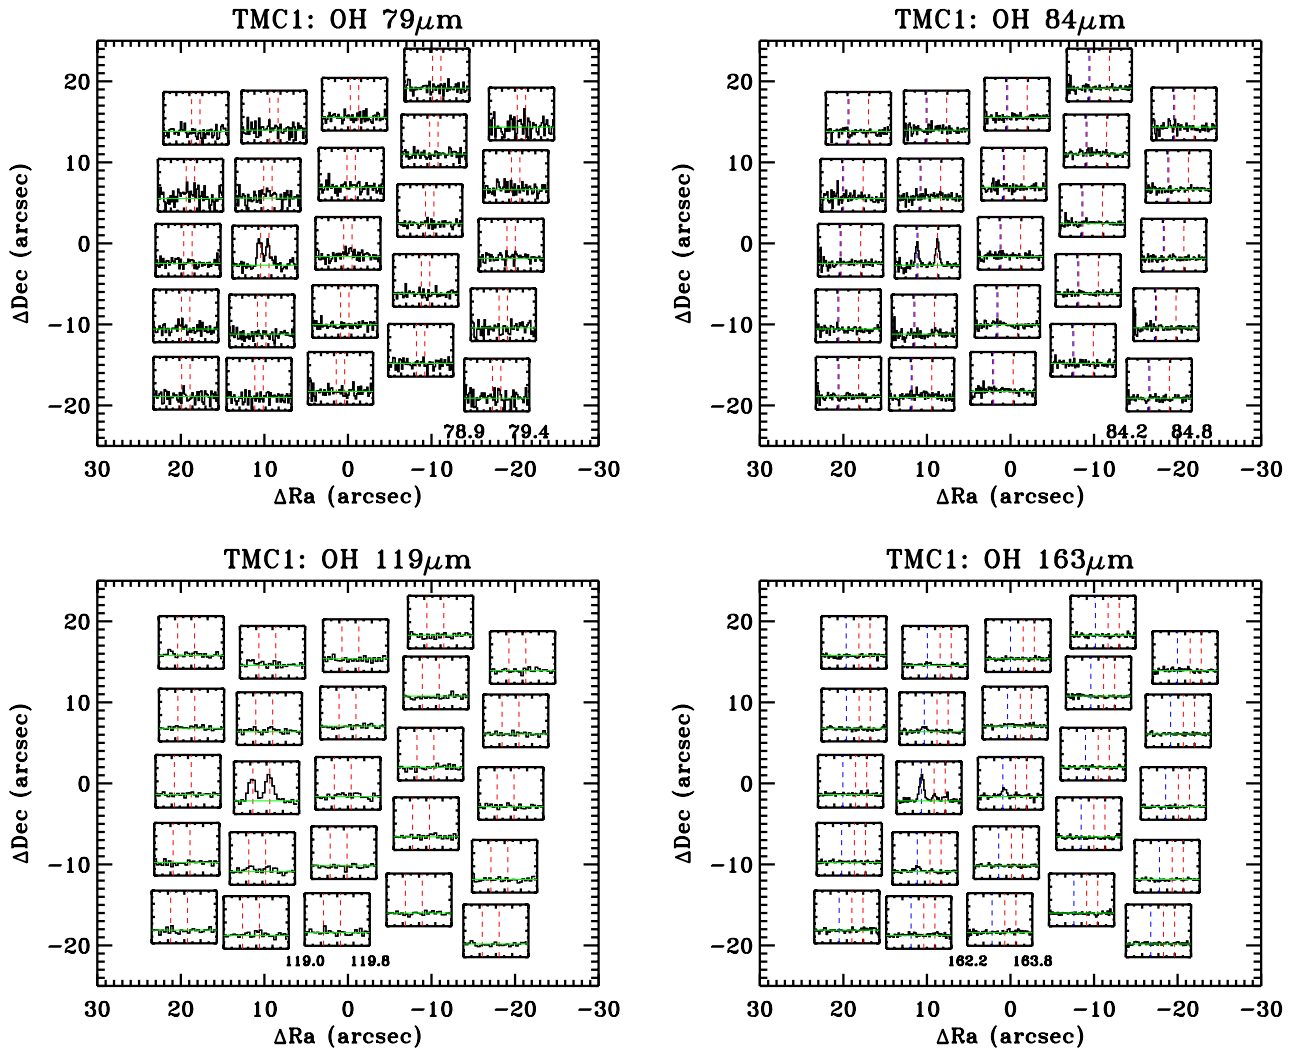 TMC1: OH 79μm
20
10
0
−10
−20
ΔDec (arcsec)
78.9 79.4
30 20 10 0 −10 −20 −30
ΔRa (arcsec)
TMC1: OH 84μm
20
10
0
−10
−20
ΔDec (arcsec)
84.2 84.8
30 20 10 0 −10 −20 −30
ΔRa (arcsec)
TMC1: OH 119μm
20
10
0
−10
−20
ΔDec (arcsec)
119.0 119.8
30 20 10 0 −10 −20 −30
ΔRa (arcsec)
TMC1: OH 163μm
20
10
0
−10
−20
ΔDec (arcsec)
162.2 163.8
30 20 10 0 −10 −20 −30
ΔRa (arcsec)